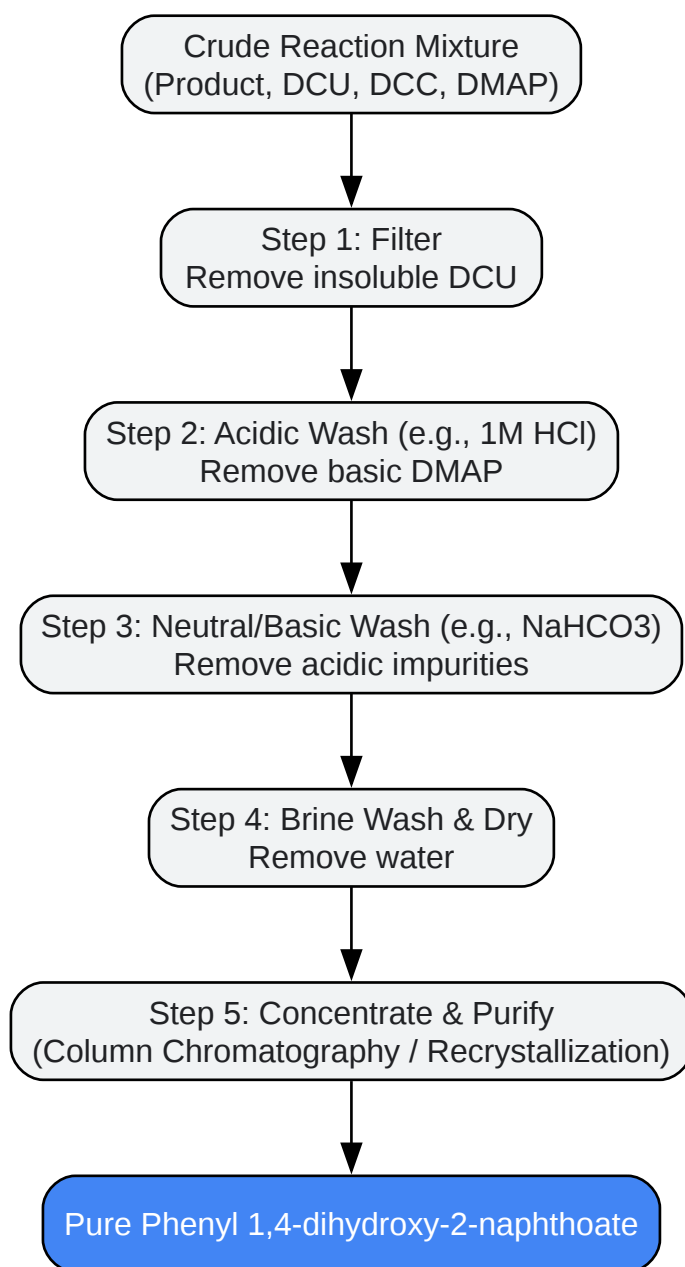 Crude Reaction Mixture
(Product, DCU, DCC, DMAP)
Step 1: Filter
Remove insoluble DCU
Step 2: Acidic Wash (e.g., 1M HCl)
Remove basic DMAP
Step 3: Neutral/Basic Wash (e.g., NaHCO3)
Remove acidic impurities
Step 4: Brine Wash & Dry
Remove water
Step 5: Concentrate & Purify
(Column Chromatography / Recrystallization)
Pure Phenyl 1,4-dihydroxy-2-naphthoate